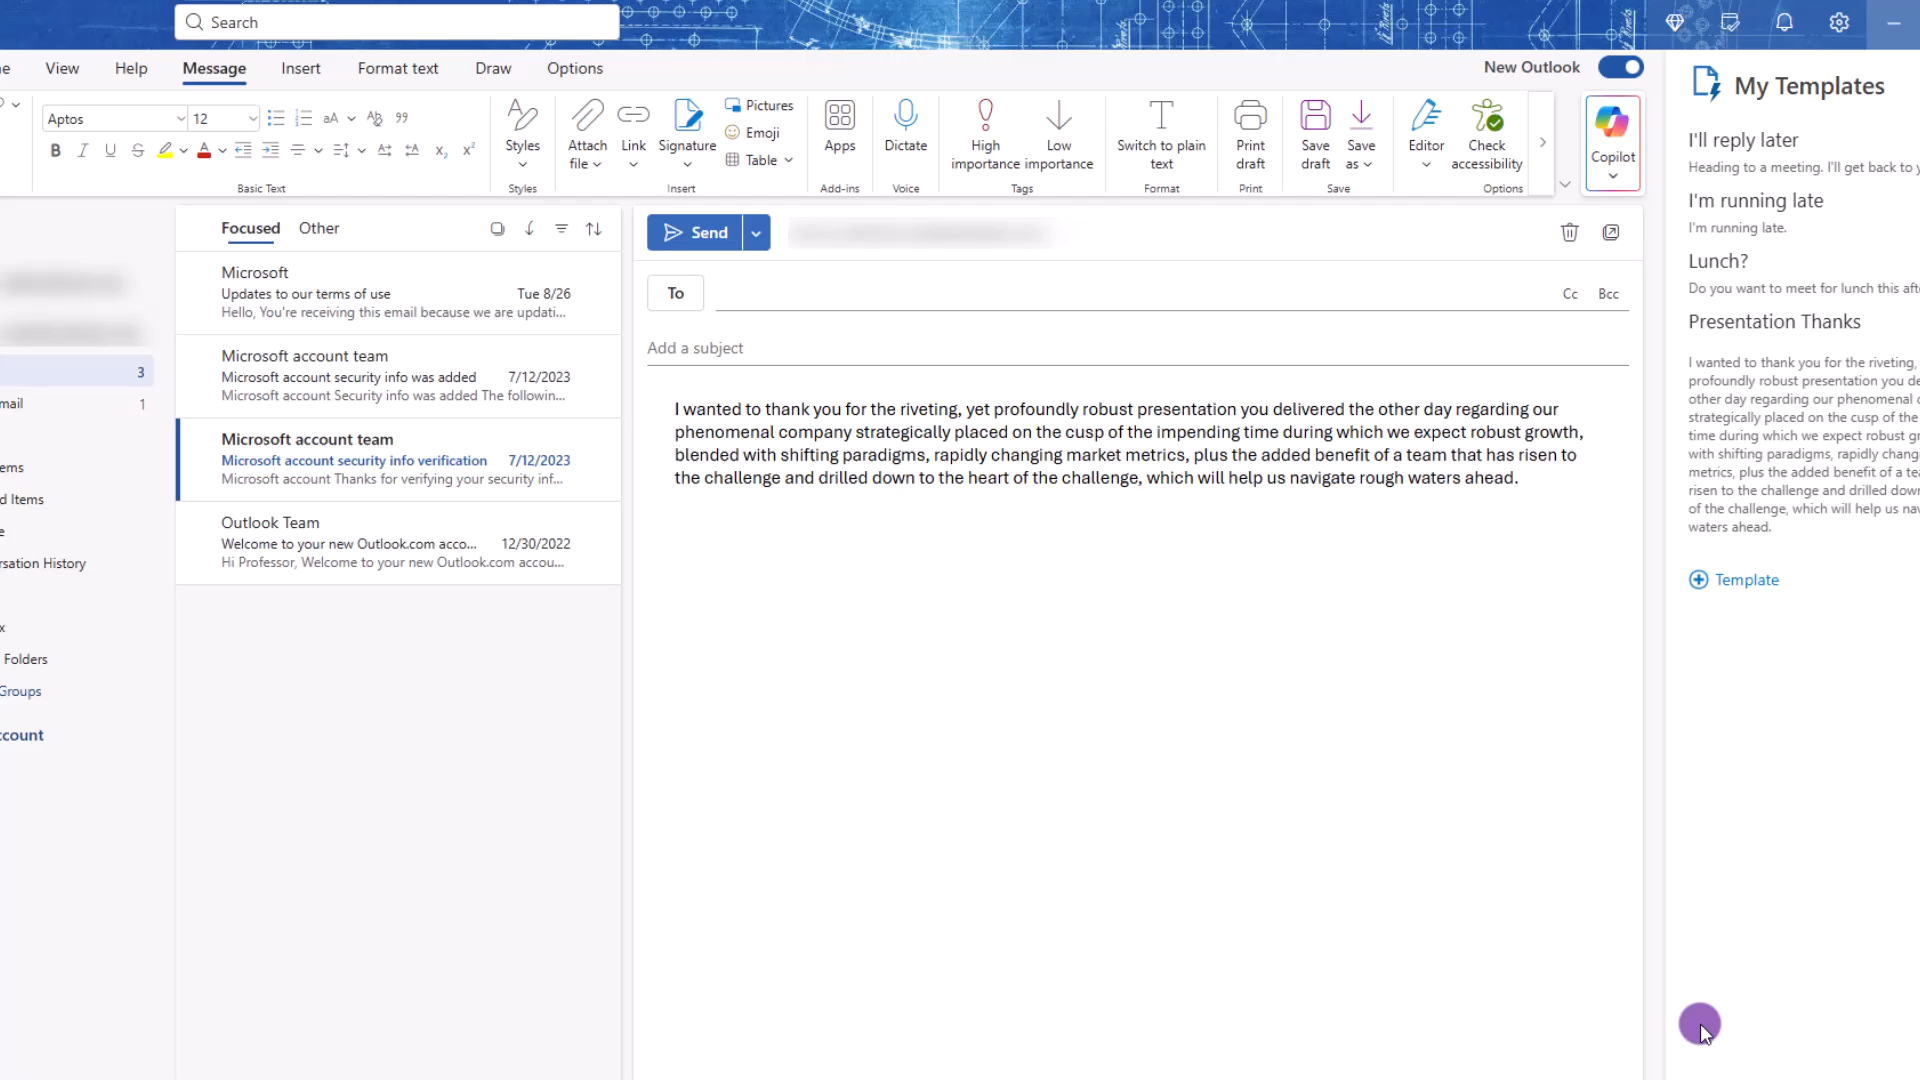 Search
View Help Message Insert Format text Draw Options New Outlook
Aptos 12
B I U S
Styles
Styles
Attach file
Link
Signature
Pictures
Emoji
Table
Apps
Dictate
High importance
Low importance
Switch to plain text
Print draft
Save draft
Save as
Editor
Check accessibility
Copilot
Basic Text Styles Insert Add-ins Voice Tags Format Print Save Options
3
1
Groups
Folders
Focused Other
Microsoft
Updates to our terms of use Tue 8/26
Hello, You're receiving this email because we are updati...
Microsoft account team
Microsoft account security info was added 7/12/2023
Microsoft account Security info was added The followin...
Microsoft account team
Microsoft account security info verification 7/12/2023
Microsoft account Thanks for verifying your security inf...
Outlook Team
Welcome to your new Outlook.com acco... 12/30/2022
Hi Professor, Welcome to your new Outlook.com accou...
Send
To Cc Bcc
Add a subject
I wanted to thank you for the riveting, yet profoundly robust presentation you delivered the other day regarding our
phenomenal company strategically placed on the cusp of the impending time during which we expect robust growth,
blended with shifting paradigms, rapidly changing market metrics, plus the added benefit of a team that has risen to
the challenge and drilled down to the heart of the challenge, which will help us navigate rough waters ahead.
My Templates
I'll reply later
Heading to a meeting. I'll get back to
I'm running late
I'm running late.
Lunch?
Do you want to meet for lunch this
Presentation Thanks
I wanted to thank you for the riveting,
profoundly robust presentation you
other day regarding our phenomenal
strategically placed on the cusp of the
time during which we expect robust
with shifting paradigms, rapidly
metrics, plus the added benefit of a
risen to the challenge and drilled
of the challenge, which will help us
waters ahead.
Template